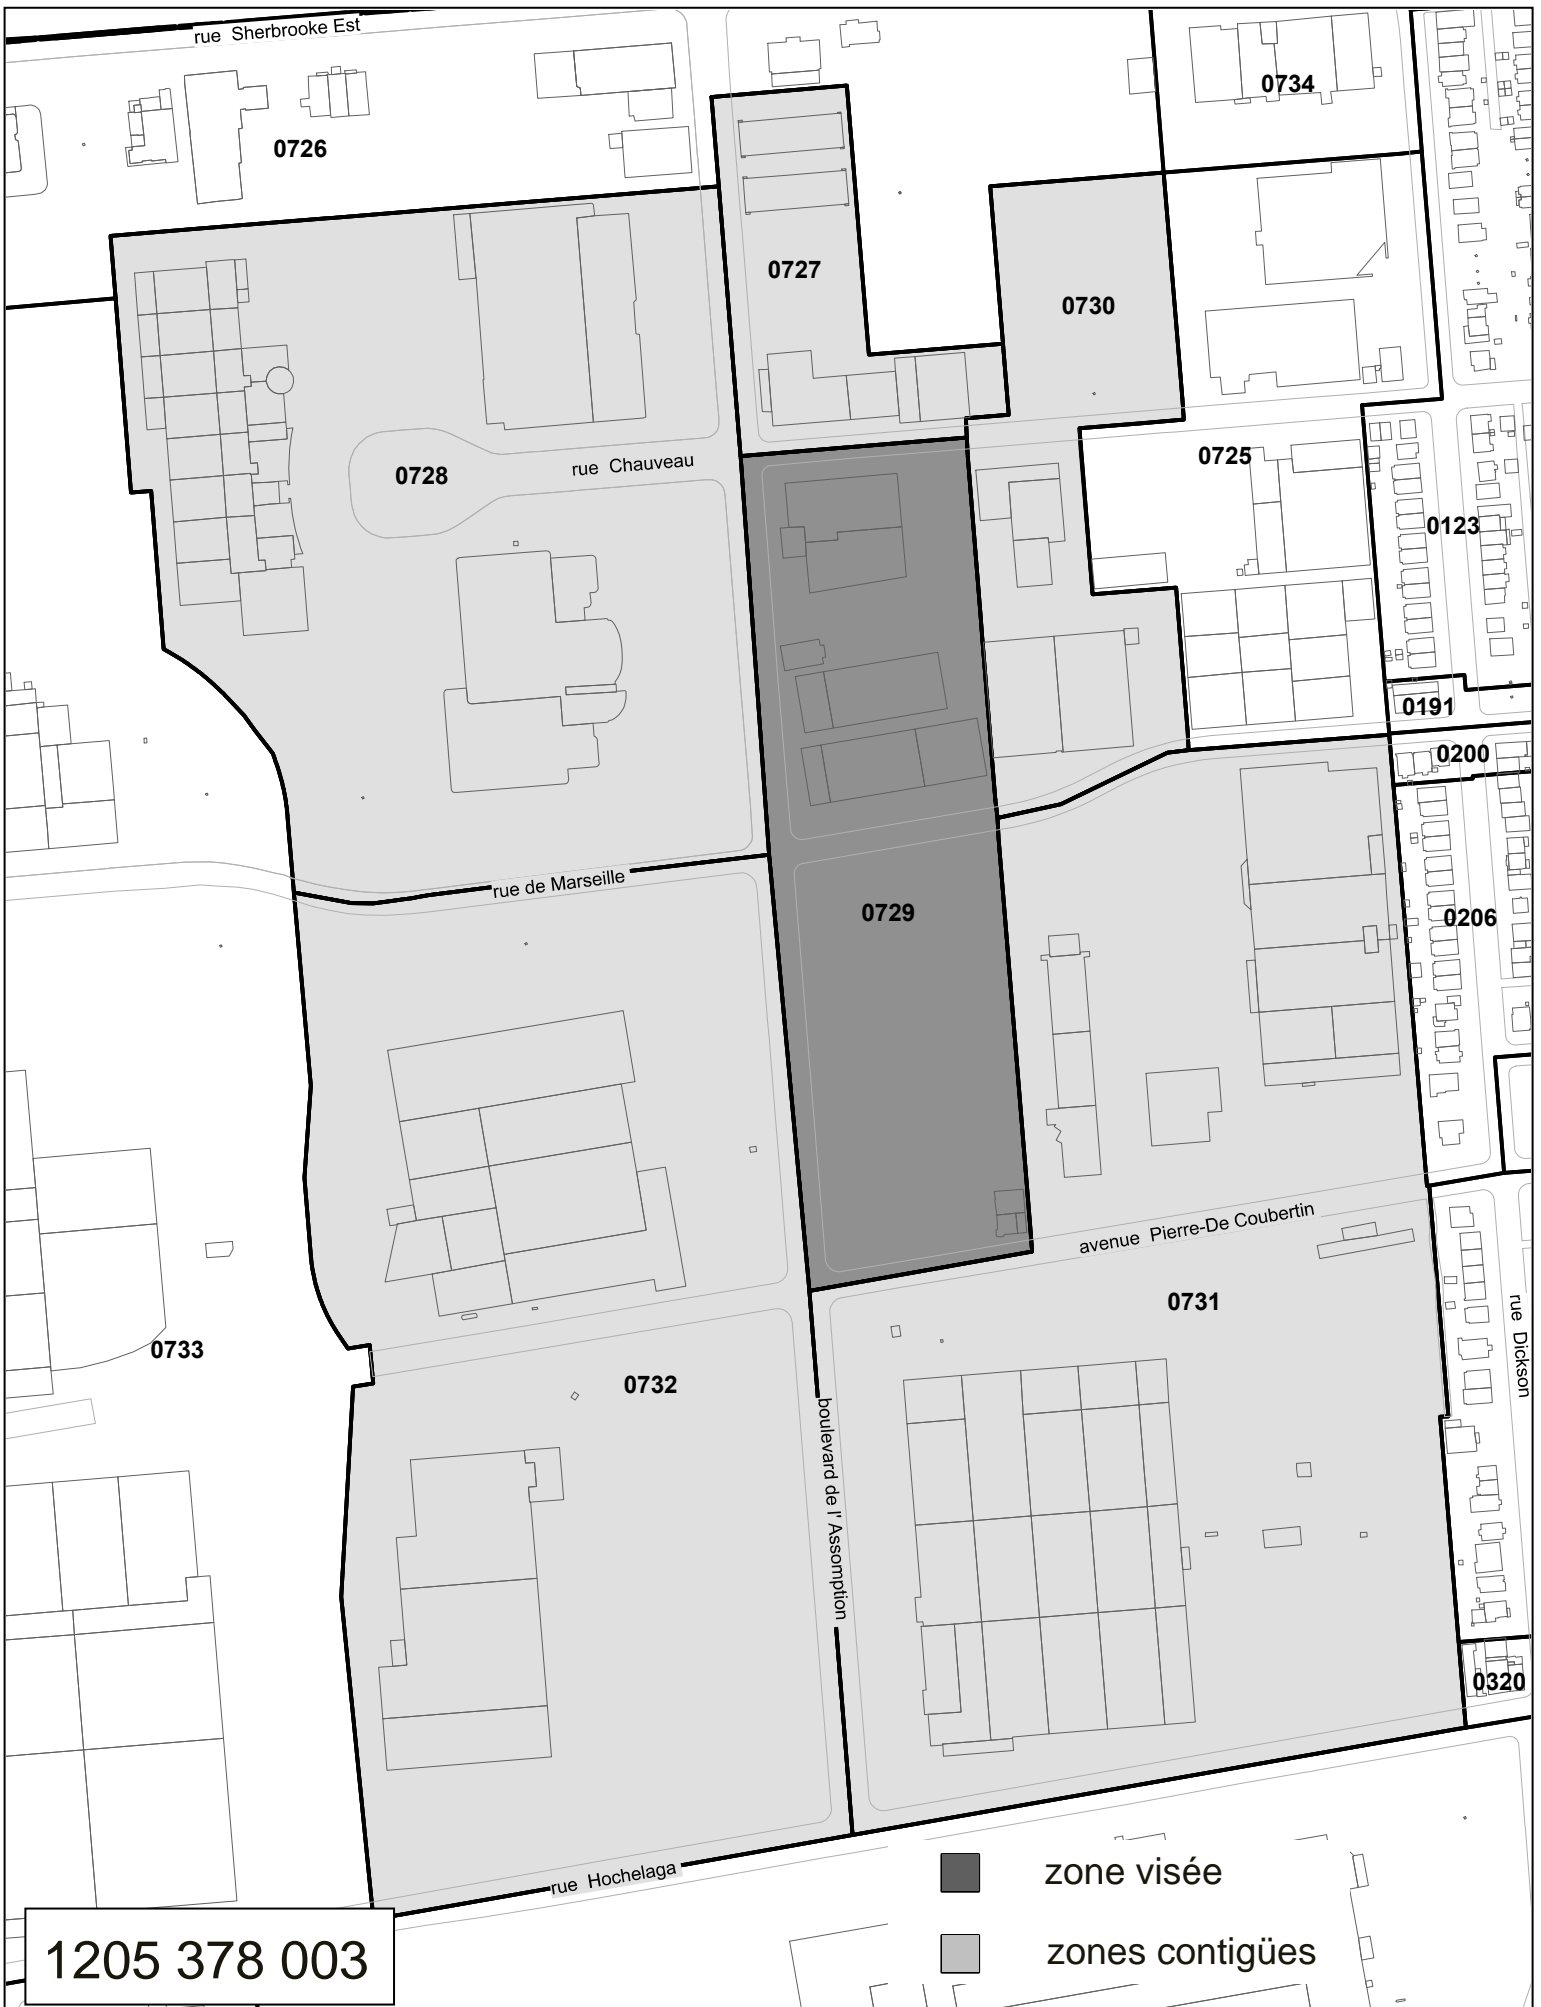 rue Sherbrooke Est
0734
0726
0727
0730
0725
rue Chauveau
0728
0123
0191
0200
rue de Marseille
0729
0206
avenue Pierre-De Coubertin
0731
rue Dickson
0733
0732
boulevard de l' Assomption
0320
rue Hochelaga
zone visée
zones contigües
1205 378 003